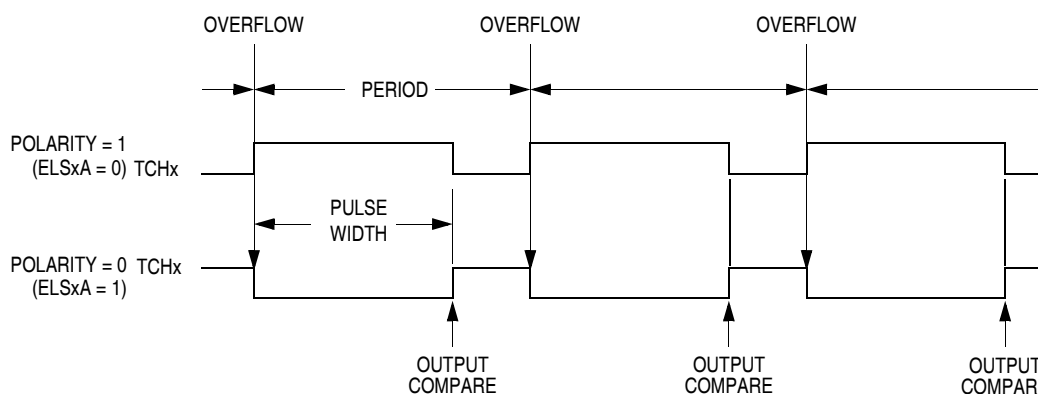 OVERFLOW
OVERFLOW
OVERFLOW
PERIOD
POLARITY = 1
(ELSxA = 0) TCHx
PULSE
WIDTH
POLARITY = 0 TCHx
(ELSxA = 1)
OUTPUT
COMPARE
OUTPUT
COMPARE
OUTPUT
COMPARE